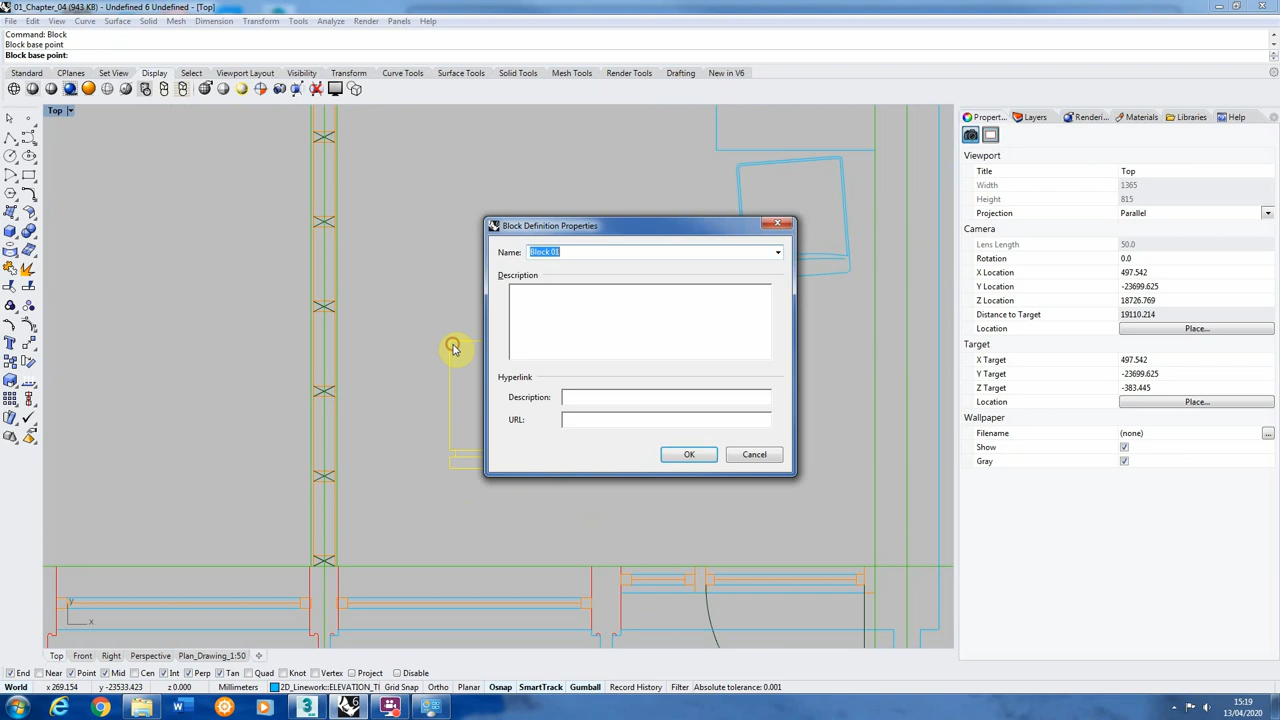 01_Chapter_04 (943 KB) - Undefined 6 Undefined - [Top]
File Edit View Curve Surface Solid Mesh Dimension Transform Tools Analyze Render Panels Help
Command: Block
Block base point
Block base point:
Standard CPlanes Set View Display Select Viewport Layout Visibility Transform Curve Tools Surface Tools Solid Tools Mesh Tools Render Tools Drafting New in V6
Top
Propert... Layers Renderi... Materials Libraries Help
Viewport
Title Top
Width 1365
Height 815
Projection Parallel
Camera
Lens Length 50.0
Rotation 0.0
X Location 497.542
Y Location -23699.625
Z Location 18726.769
Distance to Target 19110.214
Location Place...
Target
X Target 497.542
Y Target -23699.625
Z Target -383.445
Location Place...
Wallpaper
Filename (none) ...
Show
Gray
Block Definition Properties
Name: Block 01
Description
Hyperlink
Description:
URL:
OK Cancel
y
x
Top Front Right Perspective Plan_Drawing_1:50
End Near Point Mid Cen Int Perp Tan Quad Knot Vertex Project Disable
World x 269.154 y -23533.423 z 0.000 Millimeters 2D_Linework::ELEVATION_TI Grid Snap Ortho Planar Osnap SmartTrack Gumball Record History Filter Absolute tolerance: 0.001
15:19
13/04/2020